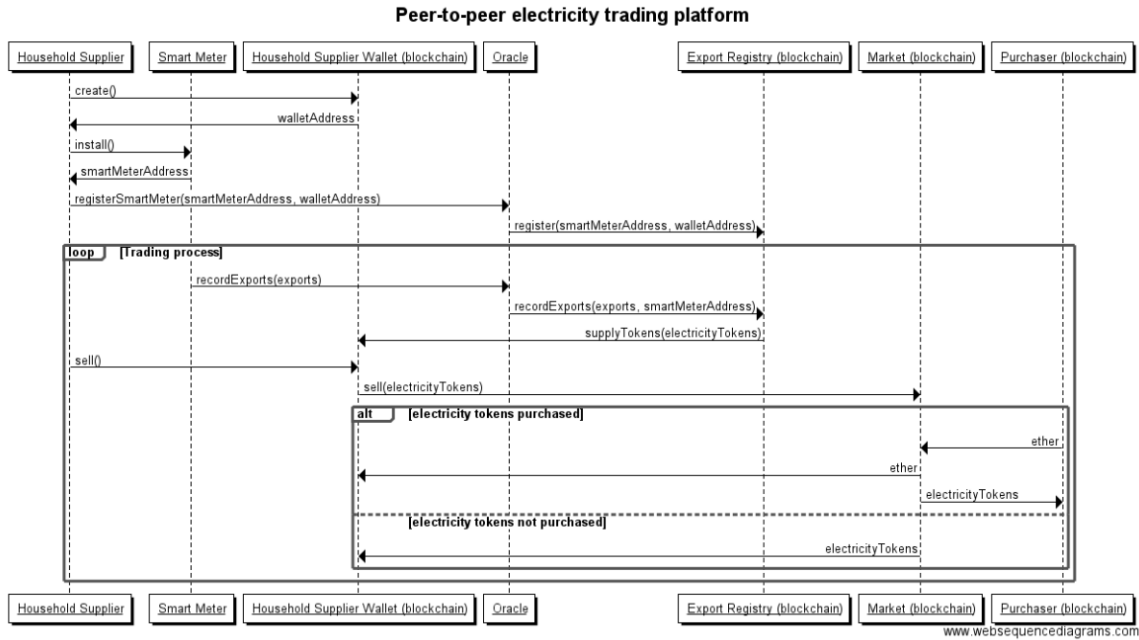 Peer-to-peer electricity trading platform
Household Supplier Smart Meter Household Supplier Wallet (blockchain) Oracle Export Registry (blockchain) Market (blockchain) Purchaser (blockchain)
create()
walletAddress
install()
smartMeterAddress
registerSmartMeter(smartMeterAddress, walletAddress)
register(smartMeterAddress, walletAddress)
loop [Trading process]
recordExports(exports)
recordExports(exports, smartMeterAddress)
supplyTokens(electricityTokens)
sell()
sell(electricityTokens)
alt [electricity tokens purchased]
ether
ether
electricityTokens
[electricity tokens not purchased]
electricityTokens
Household Supplier Smart Meter Household Supplier Wallet (blockchain) Oracle Export Registry (blockchain) Market (blockchain) Purchaser (blockchain)
www.websequencediagrams.com